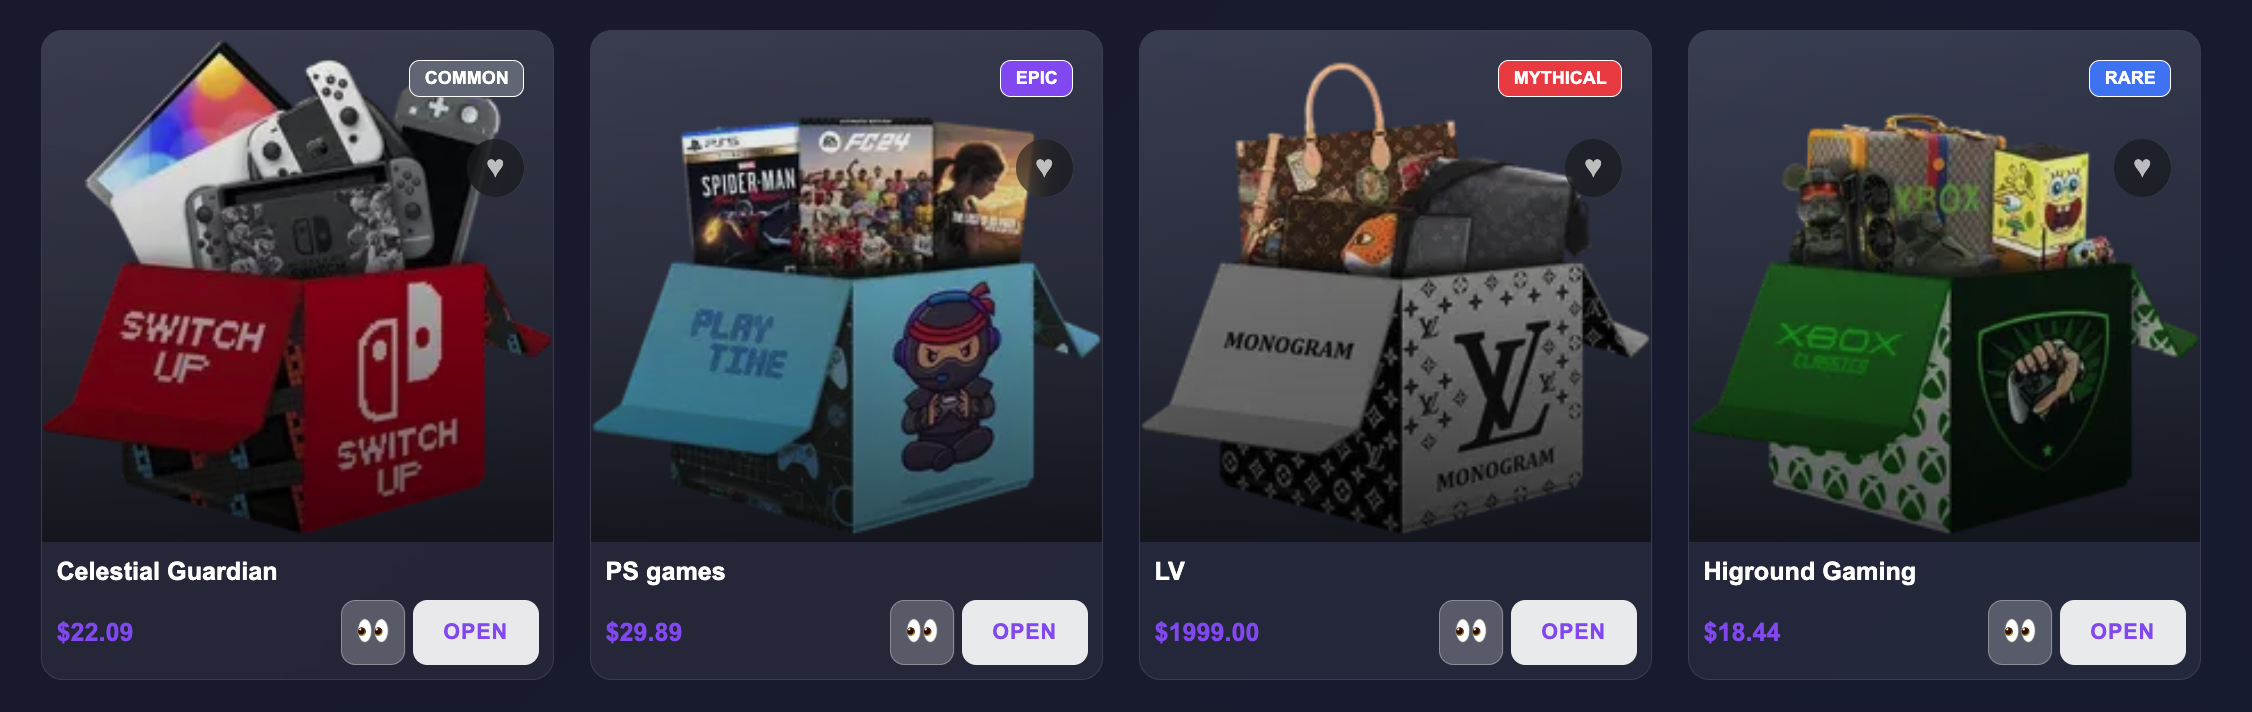 COMMON
SWITCH
SWITCH
UP
SWITCH
UP
Celestial Guardian
$22.09
OPEN
EPIC
PS5
MARVEL
SPIDER-MAN
FC24
PLAY
TIME
PS games
$29.89
OPEN
MYTHICAL
MONOGRAM
LV
MONOGRAM
LV
$1999.00
OPEN
RARE
XBOX
XBOX
CLASSICS
Higround Gaming
$18.44
OPEN